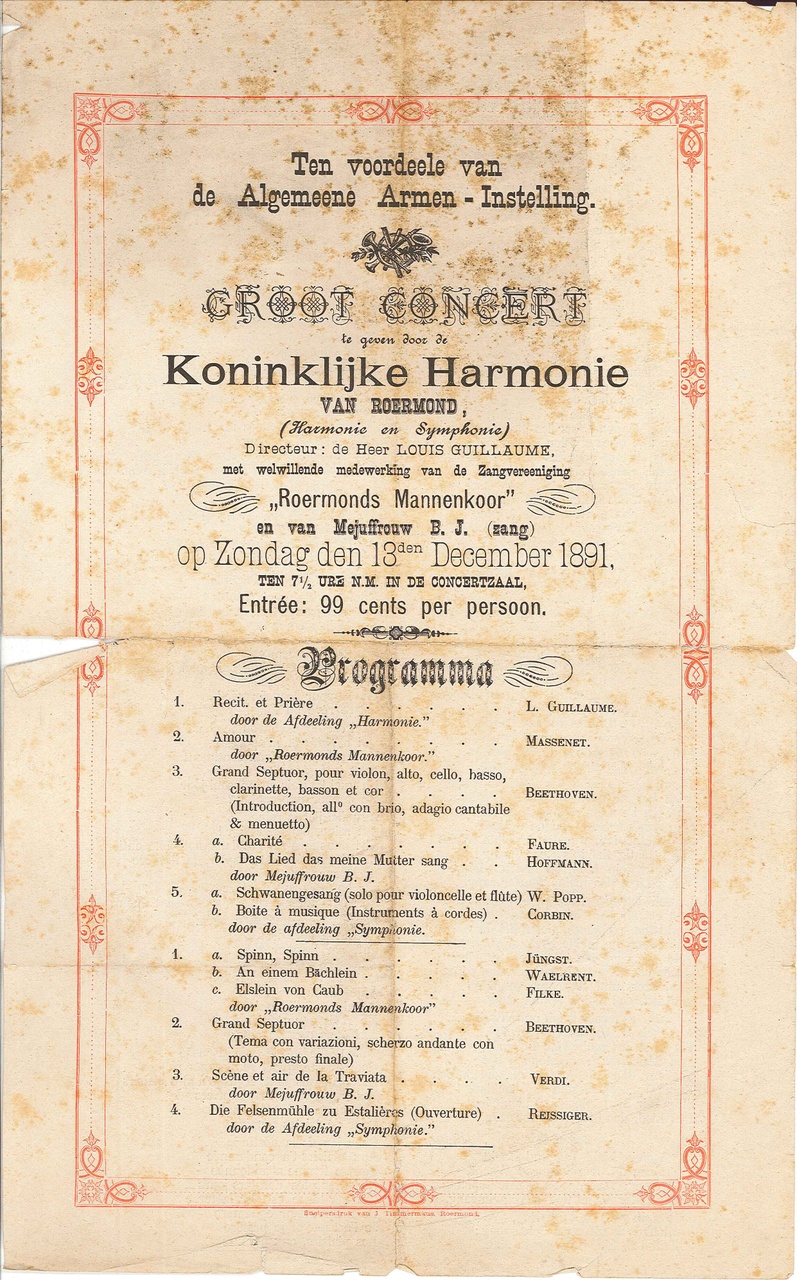 Ten voordeele van
de Algemeene Armen-Instelling.
GROOT CONCERT
te geven door de
Koninklijke Harmonie
VAN ROERMOND,
(Harmonie en Symphonie)
Directeur: de Heer LOUIS GUILLAUME,
met welwillende medewerking van de Zangvereeniging
„Roermonds Mannenkoor”
en van Mejuffrouw B. J. (zang)
op Zondag den 13den December 1891,
TEN 7½ URE N.M. IN DE CONCERTZAAL,
Entrée: 99 cents per persoon.
Programma
1. Recit. et Prière . . . . . . L. GUILLAUME.
door de Afdeeling „Harmonie.”
2. Amour . . . . . . . . MASSENET.
door „Roermonds Mannenkoor.”
3. Grand Septuor, pour violon, alto, cello, basso,
clarinette, basson et cor . . . . BEETHOVEN.
(Introduction, allº con brio, adagio cantabile
& menuetto)
4. a. Charité . . . . . . . FAURE.
b. Das Lied das meine Mutter sang . . HOFFMANN.
door Mejuffrouw B. J.
5. a. Schwanengesang (solo pour violoncelle et flûte) W. POPP.
b. Boite à musique (Instruments à cordes) . CORBIN.
door de afdeeling „Symphonie.
1. a. Spinn, Spinn . . . . . . JÜNGST.
b. An einem Bächlein . . . . . WAELRENT.
c. Elslein von Caub . . . . . FILKE.
door „Roermonds Mannenkoor”
2. Grand Septuor . . . . . . BEETHOVEN.
(Tema con variazioni, scherzo andante con
moto, presto finale)
3. Scène et air de la Traviata . . . . VERDI.
door Mejuffrouw B. J.
4. Die Felsenmühle zu Estalières (Ouverture) . REISSIGER.
door de Afdeeling „Symphonie.”
Snelpersdruk van J. Timmermans, Roermond.